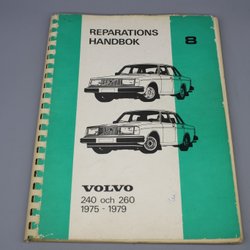 REPARATIONS
HANDBOK
8
VOLVO
240 och 260
1975 - 1979